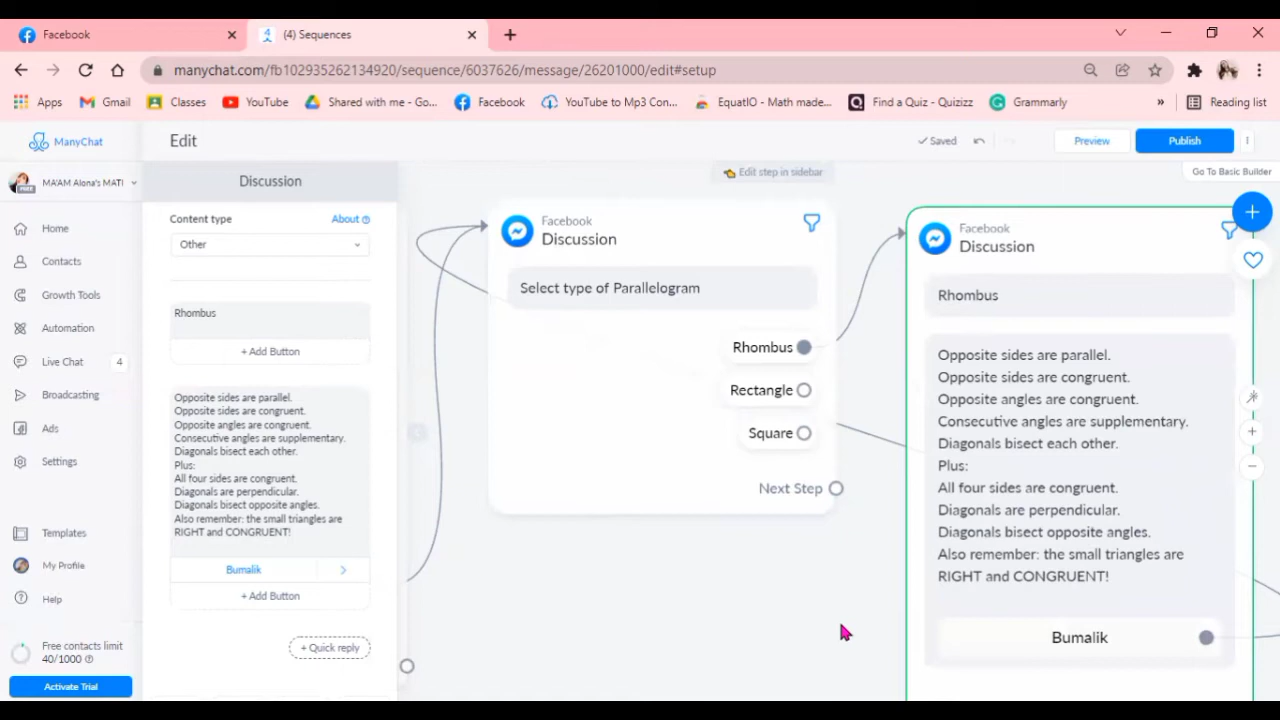 Facebook
(4) Sequences
manychat.com/fb102935262134920/sequence/6037626/message/26201000/edit#setup
Apps
Gmail
Classes
YouTube
Shared with me - Go...
Facebook
YouTube to Mp3 Con...
EquatIO - Math made...
Find a Quiz - Quizizz
Grammarly
»
Reading list
ManyChat
Edit
Saved
Preview
Publish
MA'AM Alona's MATI
FREE
Home
Contacts
Growth Tools
Automation
Live Chat 4
Broadcasting
Ads
Settings
Templates
My Profile
Help
Free contacts limit
40/1000
Activate Trial
Discussion
Content type
About
Other
Rhombus
+ Add Button
Opposite sides are parallel.
Opposite sides are congruent.
Opposite angles are congruent.
Consecutive angles are supplementary.
Diagonals bisect each other.
Plus:
All four sides are congruent.
Diagonals are perpendicular.
Diagonals bisect opposite angles.
Also remember: the small triangles are
RIGHT and CONGRUENT!
Bumalik
+ Add Button
+ Quick reply
Edit step in sidebar
Go To Basic Builder
Facebook
Discussion
Select type of Parallelogram
Rhombus
Rectangle
Square
Next Step
Facebook
Discussion
Rhombus
Opposite sides are parallel.
Opposite sides are congruent.
Opposite angles are congruent.
Consecutive angles are supplementary.
Diagonals bisect each other.
Plus:
All four sides are congruent.
Diagonals are perpendicular.
Diagonals bisect opposite angles.
Also remember: the small triangles are
RIGHT and CONGRUENT!
Bumalik